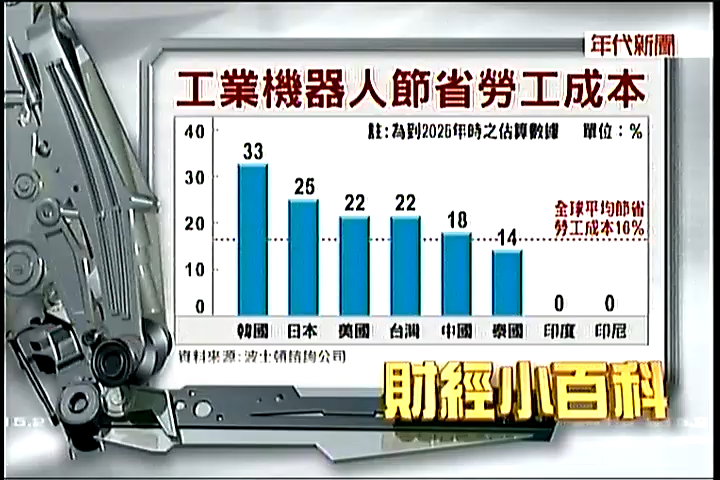 年代新聞
工業機器人節省勞工成本
註:為到2025年時之估算數據 單位：%
40
30
20
10
0
33
25
22
22
18
14
0
0
全球平均節省
勞工成本16%
韓國 日本 美國 台灣 中國 泰國 印度 印尼
資料來源:波士頓諮詢公司
財經小百科